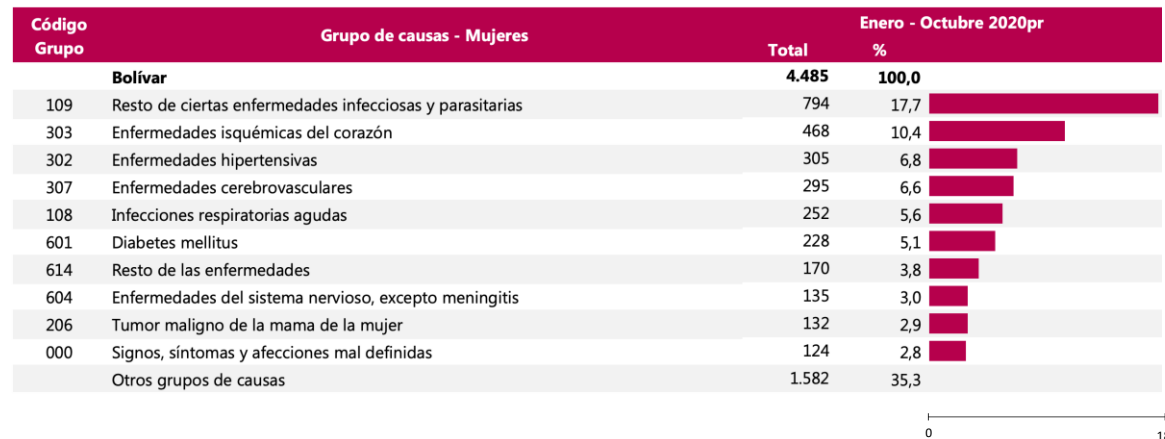 Código Grupo Grupo de causas - Mujeres Enero - Octubre 2020pr
Total %
Bolívar 4.485 100,0
109 Resto de ciertas enfermedades infecciosas y parasitarias 794 17,7
303 Enfermedades isquémicas del corazón 468 10,4
302 Enfermedades hipertensivas 305 6,8
307 Enfermedades cerebrovasculares 295 6,6
108 Infecciones respiratorias agudas 252 5,6
601 Diabetes mellitus 228 5,1
614 Resto de las enfermedades 170 3,8
604 Enfermedades del sistema nervioso, excepto meningitis 135 3,0
206 Tumor maligno de la mama de la mujer 132 2,9
000 Signos, síntomas y afecciones mal definidas 124 2,8
Otros grupos de causas 1.582 35,3
0